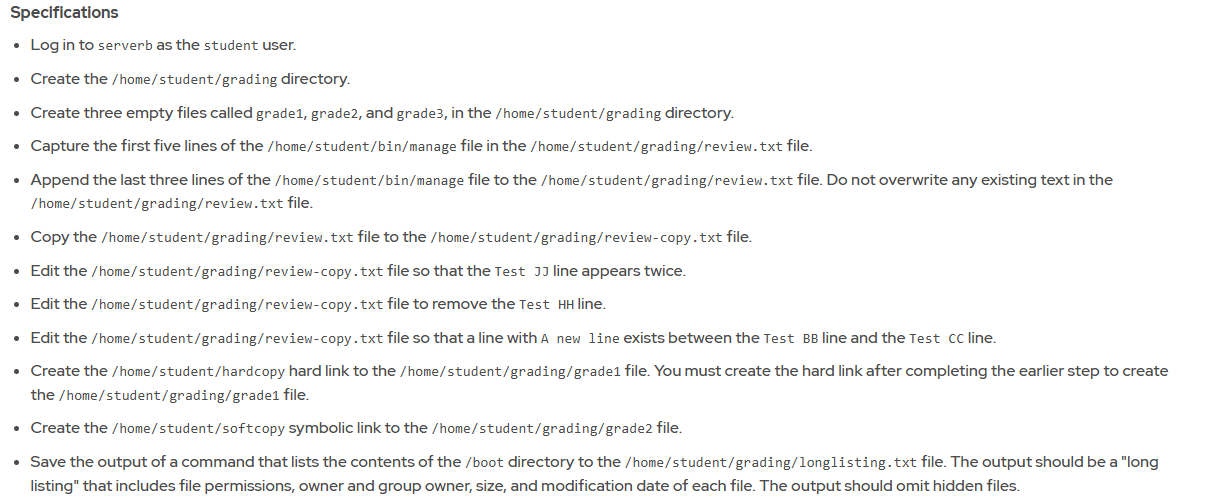 Specifications
• Log in to serverb as the student user.
• Create the /home/student/grading directory.
• Create three empty files called grade1, grade2, and grade3, in the /home/student/grading directory.
• Capture the first five lines of the /home/student/bin/manage file in the /home/student/grading/review.txt file.
• Append the last three lines of the /home/student/bin/manage file to the /home/student/grading/review.txt file. Do not overwrite any existing text in the
/home/student/grading/review.txt file.
• Copy the /home/student/grading/review.txt file to the /home/student/grading/review-copy.txt file.
• Edit the /home/student/grading/review-copy.txt file so that the Test JJ line appears twice.
• Edit the /home/student/grading/review-copy.txt file to remove the Test HH line.
• Edit the /home/student/grading/review-copy.txt file so that a line with A new line exists between the Test BB line and the Test CC line.
• Create the /home/student/hardcopy hard link to the /home/student/grading/grade1 file. You must create the hard link after completing the earlier step to create
the /home/student/grading/grade1 file.
• Create the /home/student/softcopy symbolic link to the /home/student/grading/grade2 file.
• Save the output of a command that lists the contents of the /boot directory to the /home/student/grading/longlisting.txt file. The output should be a "long
listing" that includes file permissions, owner and group owner, size, and modification date of each file. The output should omit hidden files.